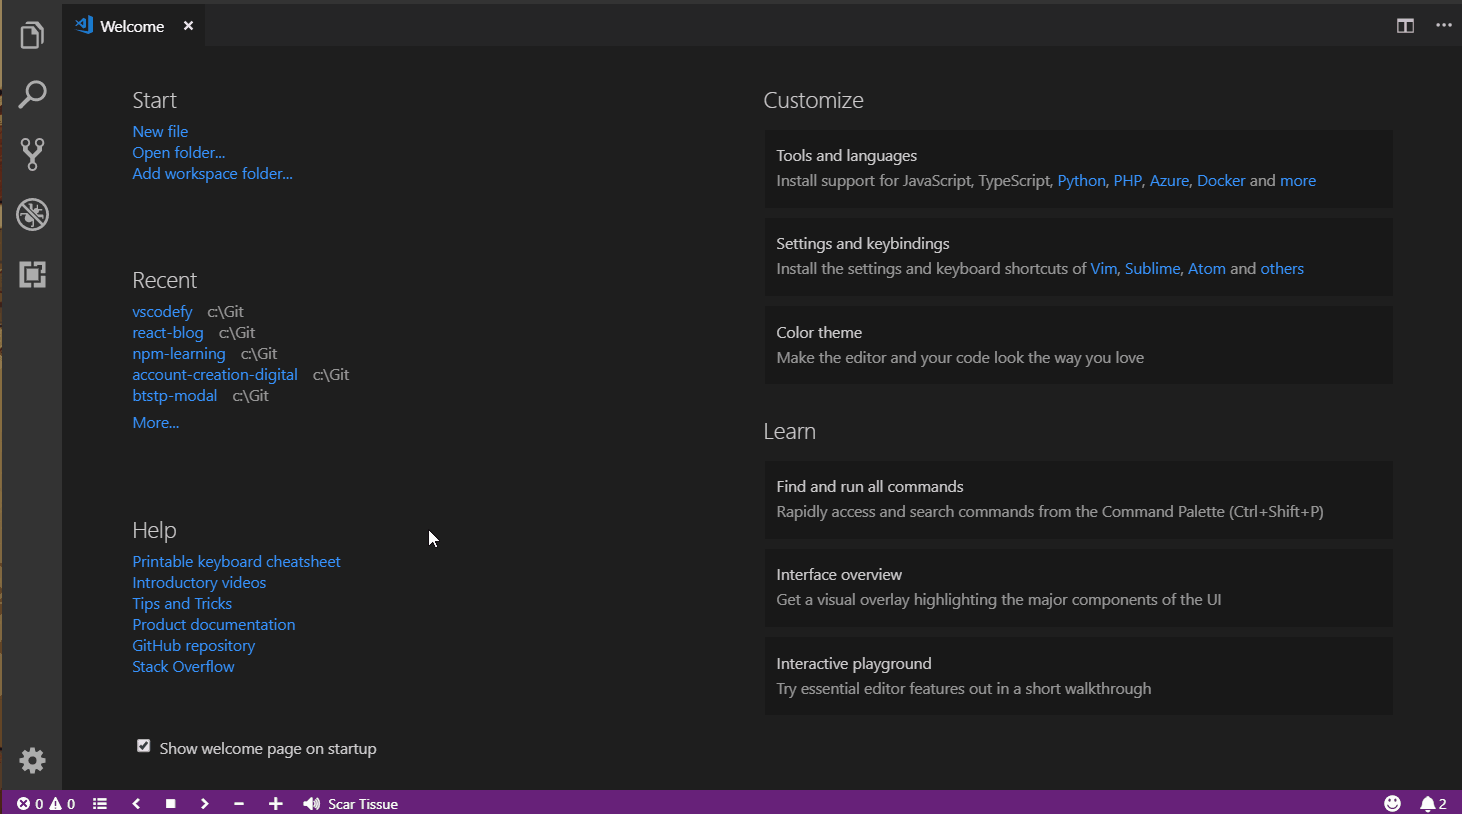 Welcome
Start
New file
Open folder...
Add workspace folder...
Recent
vscodefy c:\Git
react-blog c:\Git
npm-learning c:\Git
account-creation-digital c:\Git
btstp-modal c:\Git
More...
Help
Printable keyboard cheatsheet
Introductory videos
Tips and Tricks
Product documentation
GitHub repository
Stack Overflow
Show welcome page on startup
Customize
Tools and languages
Install support for JavaScript, TypeScript, Python, PHP, Azure, Docker and more
Settings and keybindings
Install the settings and keyboard shortcuts of Vim, Sublime, Atom and others
Color theme
Make the editor and your code look the way you love
Learn
Find and run all commands
Rapidly access and search commands from the Command Palette (Ctrl+Shift+P)
Interface overview
Get a visual overlay highlighting the major components of the UI
Interactive playground
Try essential editor features out in a short walkthrough
0 0 Scar Tissue 2